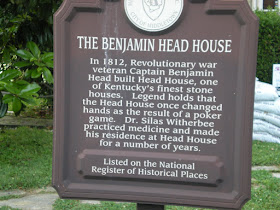 THE BENJAMIN HEAD HOUSE
In 1812, Revolutionary war
veteran Captain Benjamin
Head built Head House, one
of Kentucky's finest stone
houses. Legend holds that
the Head House once changed
hands as the result of a poker
game. Dr. Silas Witherbee
practiced medicine and made
his residence at Head House
for a number of years.
Listed on the National
Register of Historical Places